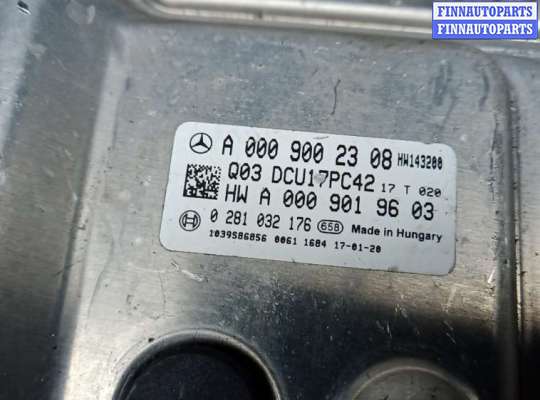 FINNAUTOPARTS
FINNAUTOPARTS
A 000 900 23 08 HW143200
Q03 DCU17PC42 17 T 020
HW A 000 901 96 03
0 281 032 176 658 Made in Hungary
1039S86856 0061 1684 17-01-20